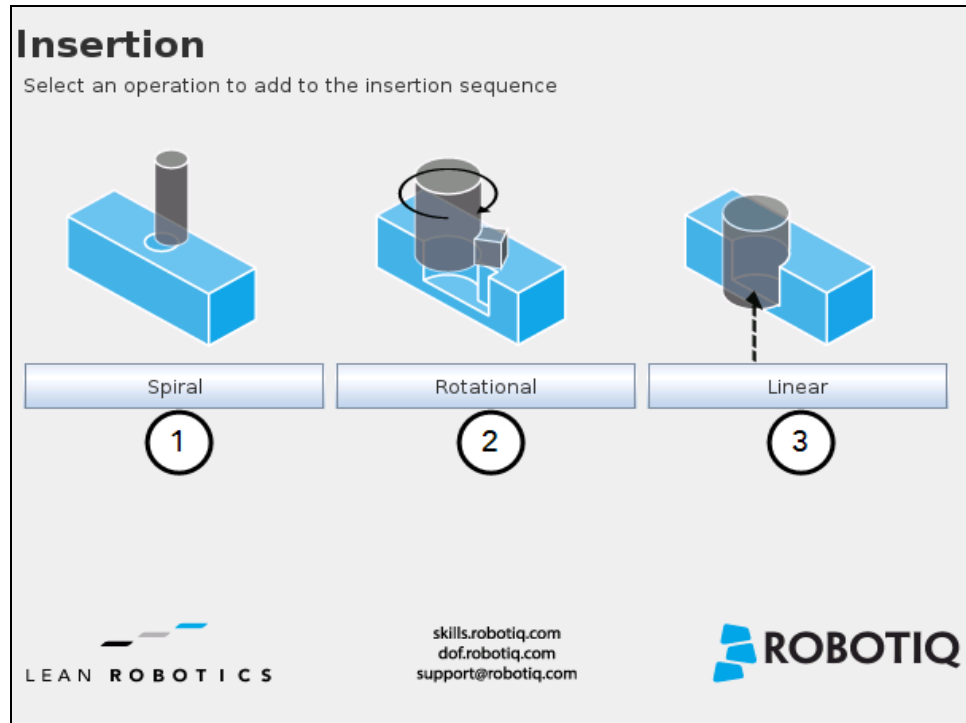 Insertion
Select an operation to add to the insertion sequence
Spiral
Rotational
Linear
1
2
3
skills.robotiq.com
dof.robotiq.com
support@robotiq.com
LEAN ROBOTICS
ROBOTIQ